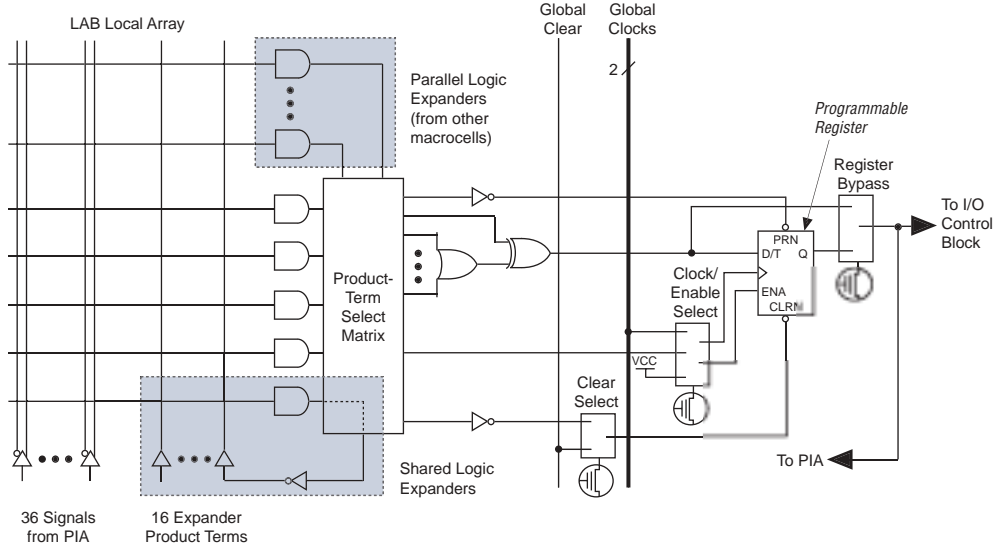 LAB Local Array
Global
Clear
Global
Clocks
2
Parallel Logic
Expanders
(from other
macrocells)
Programmable
Register
Register
Bypass
To I/O
Control
Block
PRN
D/T Q
ENA
CLRN
Clock/
Enable
Select
Product-
Term
Select
Matrix
VCC
Clear
Select
To PIA
Shared Logic
Expanders
36 Signals
from PIA
16 Expander
Product Terms